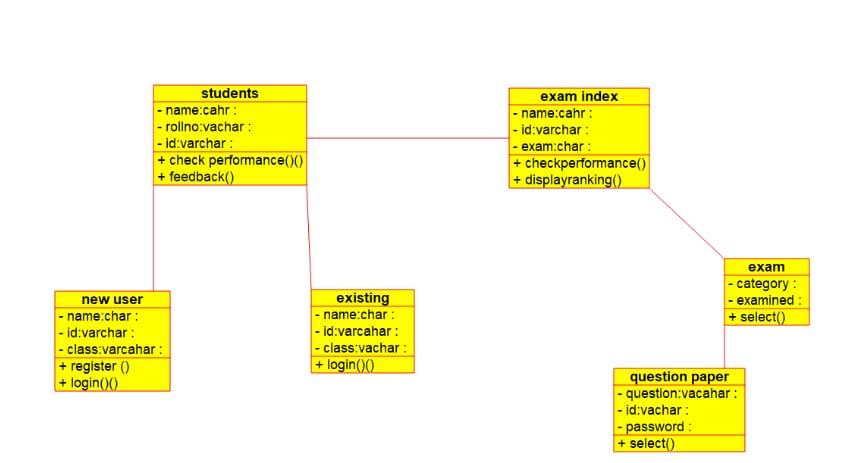 students
- name:cahr :
- rollno:vachar :
- id:varchar :
+ check performance()()
+ feedback()
exam index
- name:cahr :
- id:varchar :
- exam:char :
+ checkperformance()
+ displayranking()
exam
- category :
- examined :
+ select()
new user
- name:char :
- id:varchar :
- class:varcahar :
+ register ()
+ login()()
existing
- name:char :
- id:varcahar :
- class:vachar :
+ login()()
question paper
- question:vacahar :
- id:vachar :
- password :
+ select()